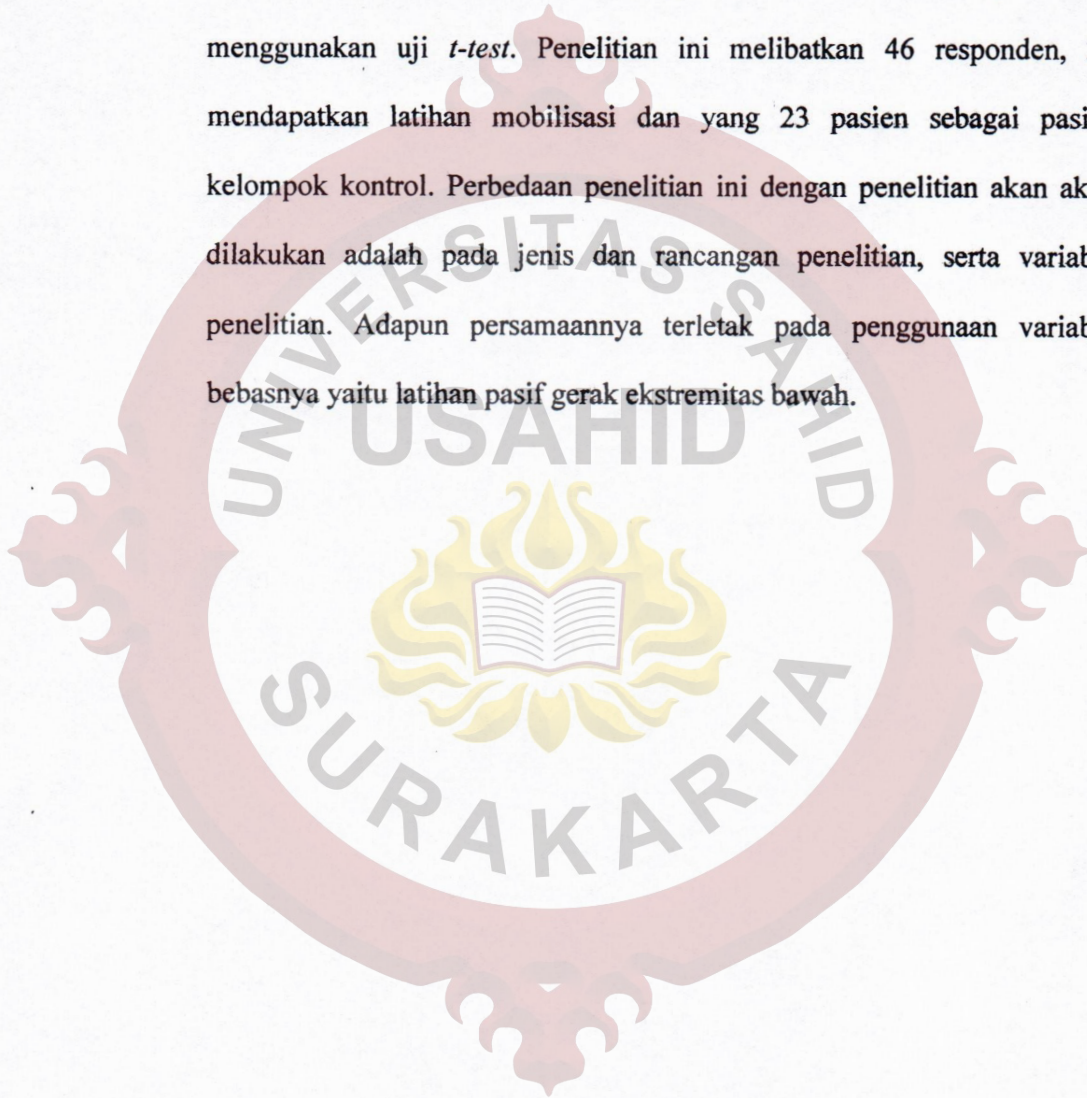 menggunakan uji t-test. Penelitian ini melibatkan 46 responden,
mendapatkan latihan mobilisasi dan yang 23 pasien sebagai pasi
kelompok kontrol. Perbedaan penelitian ini dengan penelitian akan ak
dilakukan adalah pada jenis dan rancangan penelitian, serta variab
penelitian. Adapun persamaannya terletak pada penggunaan variab
bebasnya yaitu latihan pasif gerak ekstremitas bawah.
UNIVERSITAS SAHID
USAHID
SURAKARTA